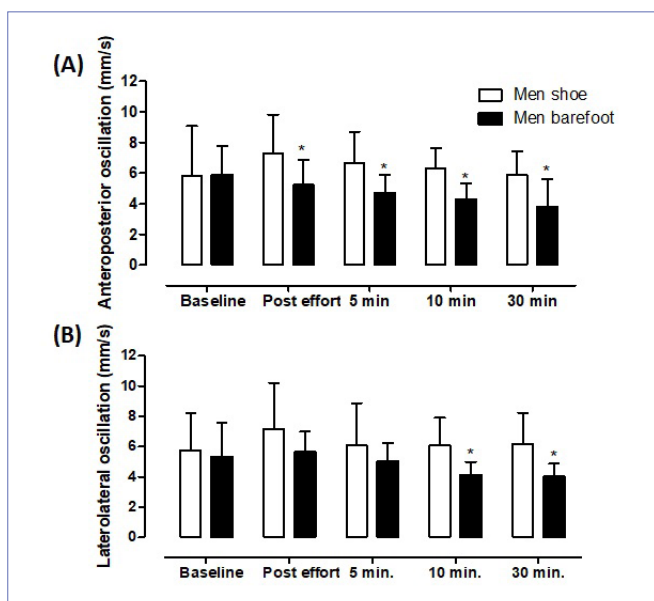 (A)
Anteroposterior oscillation (mm/s)
12
10
8
6
4
2
0
Men shoe
Men barefoot
*
*
*
*
Baseline Post effort 5 min 10 min 30 min
(B)
Laterolateral oscillation (mm/s)
12
10
8
6
4
2
0
*
*
Baseline Post effort 5 min. 10 min. 30 min.